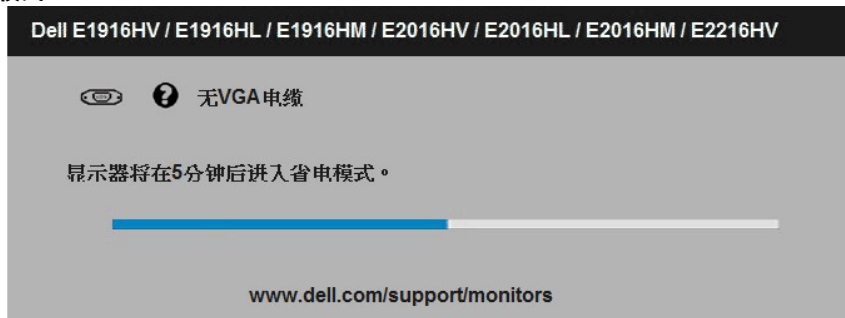 Dell E1916HV / E1916HL / E1916HM / E2016HV / E2016HL / E2016HM / E2216HV
无VGA电缆
显示器将在5分钟后进入省电模式。
www.dell.com/support/monitors